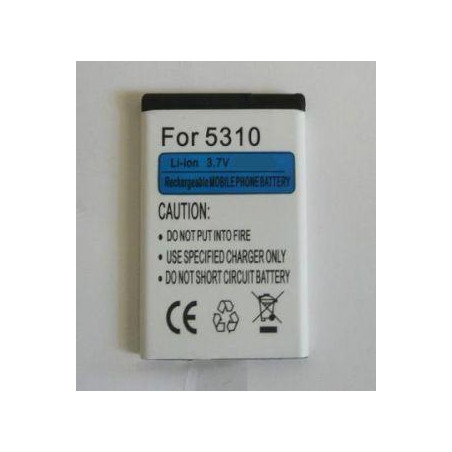 For 5310
Li-ion 3.7V
Rechargeable MOBILE PHONE BATTERY
CAUTION:
• DO NOT PUT INTO FIRE
• USE SPECIFIED CHARGER ONLY
• DO NOT SHORT CIRCUIT BATTERY
CE